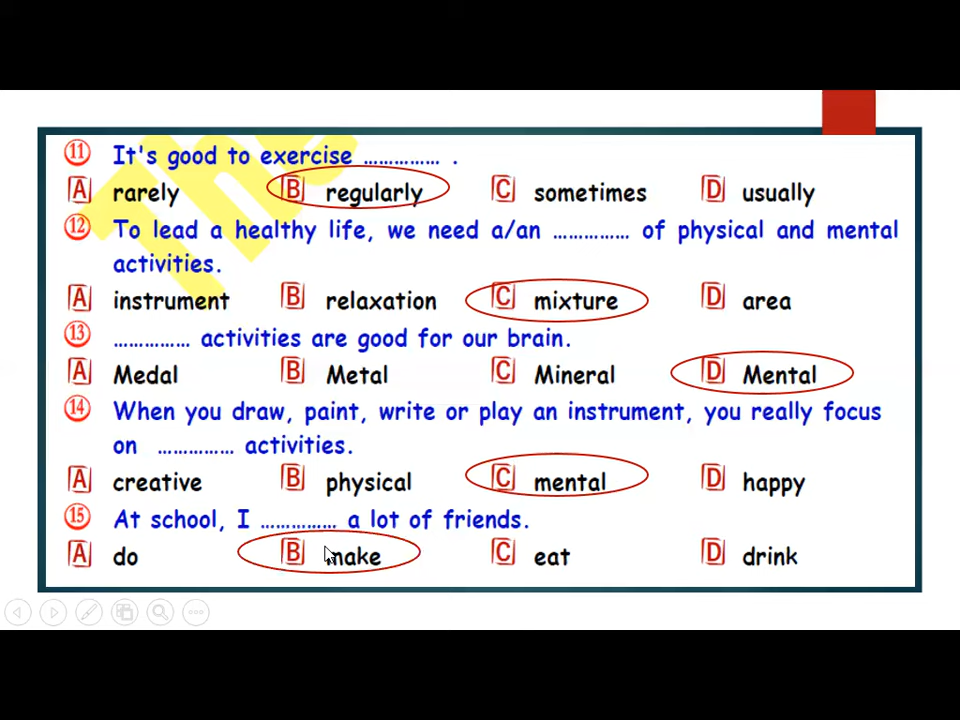 The
⑪ It's good to exercise …………… .
A rarely B regularly C sometimes D usually
⑫ To lead a healthy life, we need a/an …………… of physical and mental
activities.
A instrument B relaxation C mixture D area
⑬ …………… activities are good for our brain.
A Medal B Metal C Mineral D Mental
⑭ When you draw, paint, write or play an instrument, you really focus
on …………… activities.
A creative B physical C mental D happy
⑮ At school, I …………… a lot of friends.
A do B make C eat D drink